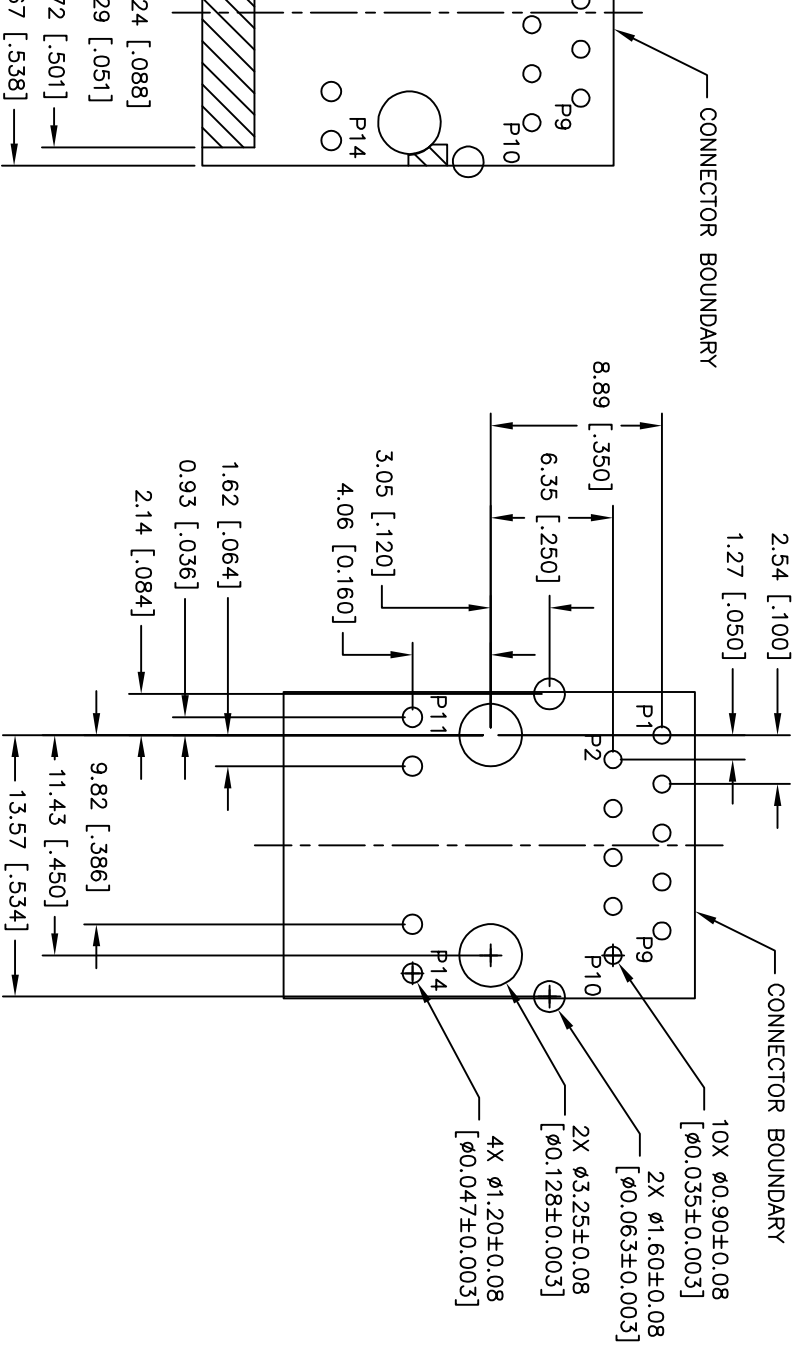 CONNECTOR BOUNDARY
P9
P10
P14
24 [.088]
29 [.051]
72 [.501]
67 [.538]
2.54 [.100]
1.27 [.050]
8.89 [.350]
6.35 [.250]
3.05 [.120]
4.06 [0.160]
1.62 [.064]
0.93 [.036]
2.14 [.084]
P1
P2
P11
P9
P10
P14
CONNECTOR BOUNDARY
10X ø0.90±0.08
[ø0.035±0.003]
2X ø1.60±0.08
[ø0.063±0.003]
2X ø3.25±0.08
[ø0.128±0.003]
4X ø1.20±0.08
[ø0.047±0.003]
9.82 [.386]
11.43 [.450]
13.57 [.534]